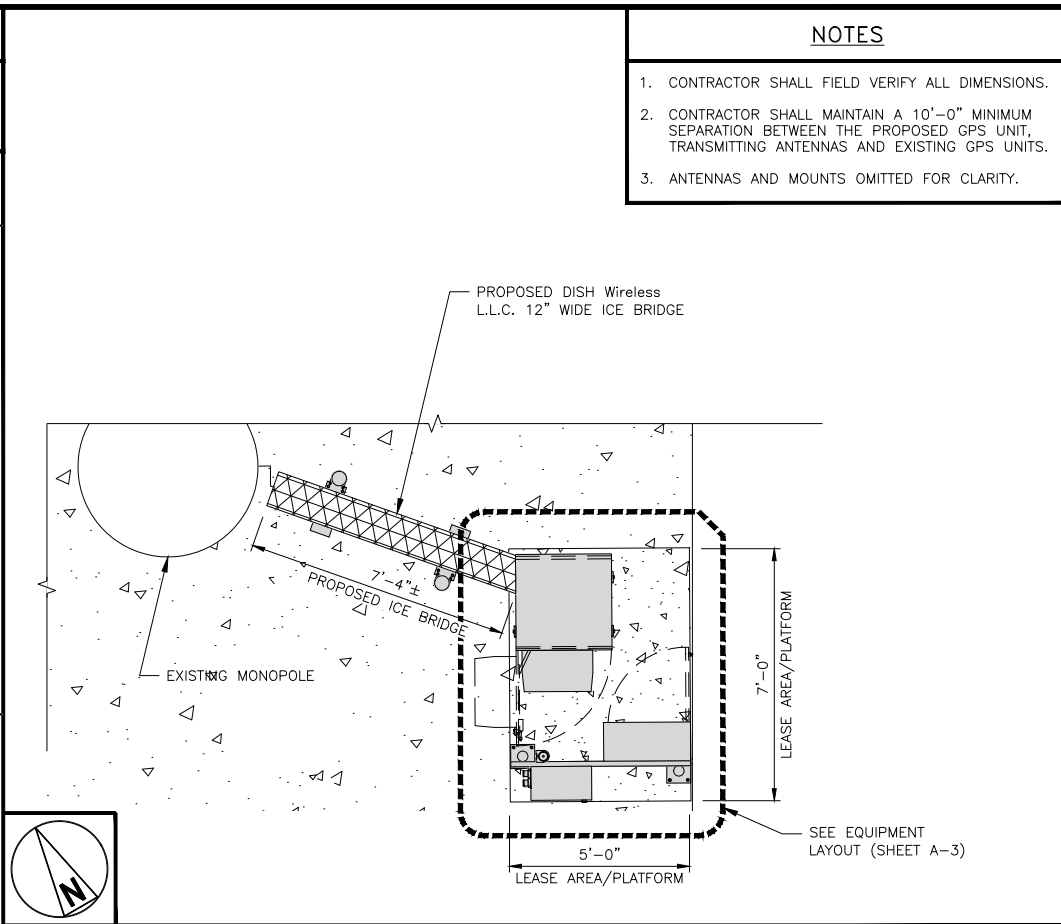 NOTES
1. CONTRACTOR SHALL FIELD VERIFY ALL DIMENSIONS.
2. CONTRACTOR SHALL MAINTAIN A 10'-0" MINIMUM
SEPARATION BETWEEN THE PROPOSED GPS UNIT,
TRANSMITTING ANTENNAS AND EXISTING GPS UNITS.
3. ANTENNAS AND MOUNTS OMITTED FOR CLARITY.
PROPOSED DISH Wireless
L.L.C. 12" WIDE ICE BRIDGE
7'-4"±
PROPOSED ICE BRIDGE
EXISTING MONOPOLE
7'-0"
LEASE AREA/PLATFORM
SEE EQUIPMENT
LAYOUT (SHEET A-3)
5'-0"
LEASE AREA/PLATFORM
N